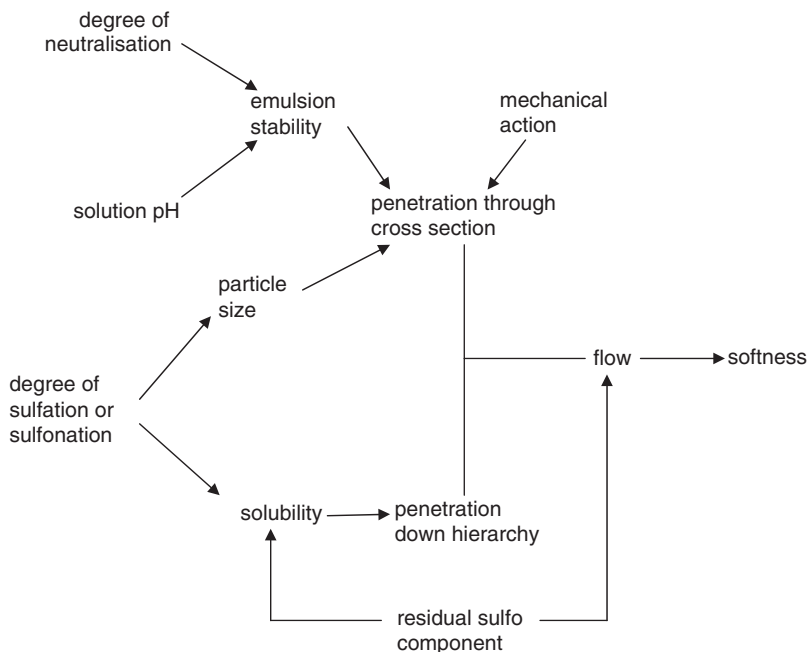 degree of
neutralisation
emulsion
stability
mechanical
action
solution pH
penetration through
cross section
particle
size
flow
softness
degree of
sulfation or
sulfonation
solubility
penetration
down hierarchy
residual sulfo
component